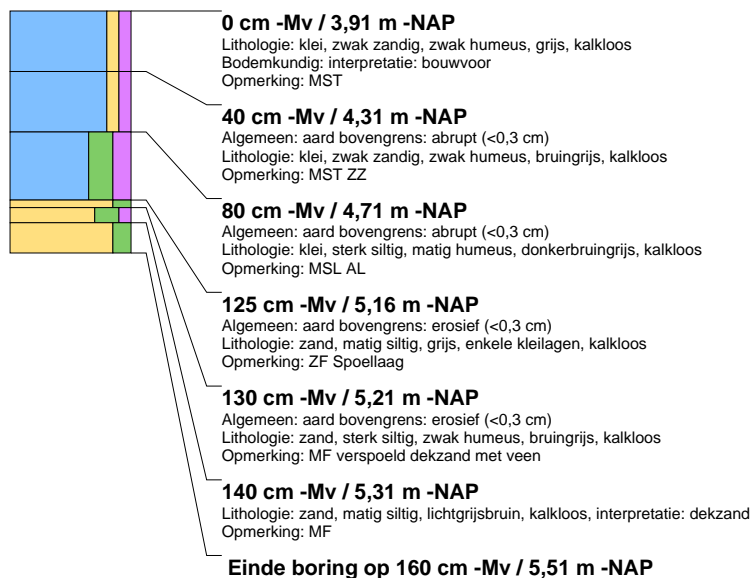 0 cm -Mv / 3,91 m -NAP
Lithologie: klei, zwak zandig, zwak humeus, grijs, kalkloos
Bodemkundig: interpretatie: bouwvoor
Opmerking: MST
40 cm -Mv / 4,31 m -NAP
Algemeen: aard bovengrens: abrupt (<0,3 cm)
Lithologie: klei, zwak zandig, zwak humeus, bruingrijs, kalkloos
Opmerking: MST ZZ
80 cm -Mv / 4,71 m -NAP
Algemeen: aard bovengrens: abrupt (<0,3 cm)
Lithologie: klei, sterk siltig, matig humeus, donkerbruingrijs, kalkloos
Opmerking: MSL AL
125 cm -Mv / 5,16 m -NAP
Algemeen: aard bovengrens: erosief (<0,3 cm)
Lithologie: zand, matig siltig, grijs, enkele kleilagen, kalkloos
Opmerking: ZF Spoellaag
130 cm -Mv / 5,21 m -NAP
Algemeen: aard bovengrens: erosief (<0,3 cm)
Lithologie: zand, sterk siltig, zwak humeus, bruingrijs, kalkloos
Opmerking: MF verspoeld dekzand met veen
140 cm -Mv / 5,31 m -NAP
Lithologie: zand, matig siltig, lichtgrijsbruin, kalkloos, interpretatie: dekzand
Opmerking: MF
Einde boring op 160 cm -Mv / 5,51 m -NAP